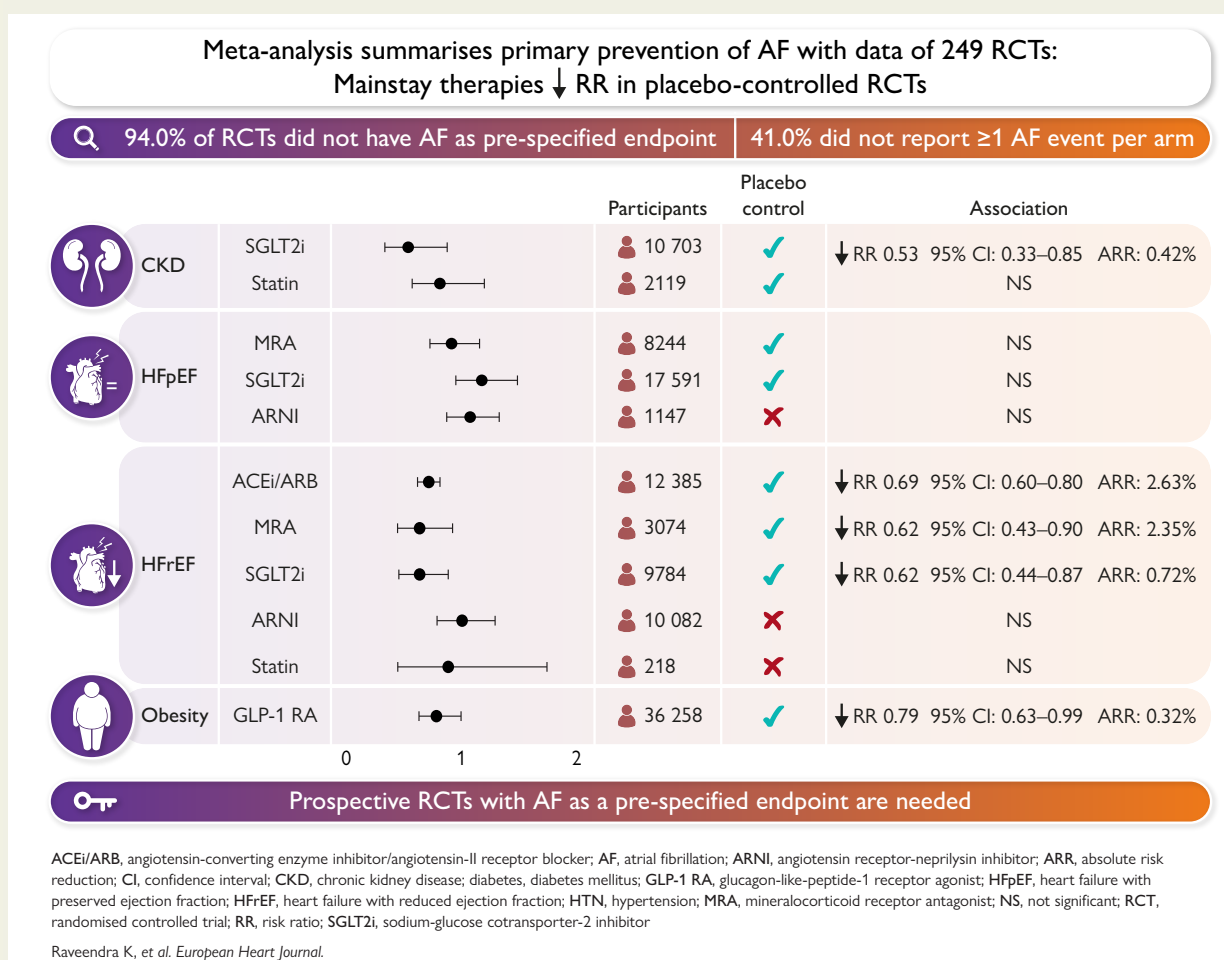 Meta-analysis summarises primary prevention of AF with data of 249 RCTs:
Mainstay therapies ↓ RR in placebo-controlled RCTs
94.0% of RCTs did not have AF as pre-specified endpoint | 41.0% did not report ≥1 AF event per arm
Participants Placebo control Association
CKD
SGLT2i 10 703 ✓ ↓ RR 0.53 95% CI: 0.33–0.85 ARR: 0.42%
Statin 2119 ✓ NS
HFpEF
MRA 8244 ✓ NS
SGLT2i 17 591 ✓ NS
=
ARNI 1147 ✗ NS
HFrEF
ACEi/ARB 12 385 ✓ ↓ RR 0.69 95% CI: 0.60–0.80 ARR: 2.63%
MRA 3074 ✓ ↓ RR 0.62 95% CI: 0.43–0.90 ARR: 2.35%
SGLT2i 9784 ✓ ↓ RR 0.62 95% CI: 0.44–0.87 ARR: 0.72%
ARNI 10 082 ✗ NS
Statin 218 ✗ NS
Obesity GLP-1 RA 36 258 ✓ ↓ RR 0.79 95% CI: 0.63–0.99 ARR: 0.32%
0 1 2
Prospective RCTs with AF as a pre-specified endpoint are needed
ACEi/ARB, angiotensin-converting enzyme inhibitor/angiotensin-II receptor blocker; AF, atrial fibrillation; ARNI, angiotensin receptor-neprilysin inhibitor; ARR, absolute risk
reduction; CI, confidence interval; CKD, chronic kidney disease; diabetes, diabetes mellitus; GLP-1 RA, glucagon-like-peptide-1 receptor agonist; HFpEF, heart failure with
preserved ejection fraction; HFrEF, heart failure with reduced ejection fraction; HTN, hypertension; MRA, mineralocorticoid receptor antagonist; NS, not significant; RCT,
randomised controlled trial; RR, risk ratio; SGLT2i, sodium-glucose cotransporter-2 inhibitor
Raveendra K, et al. European Heart Journal.